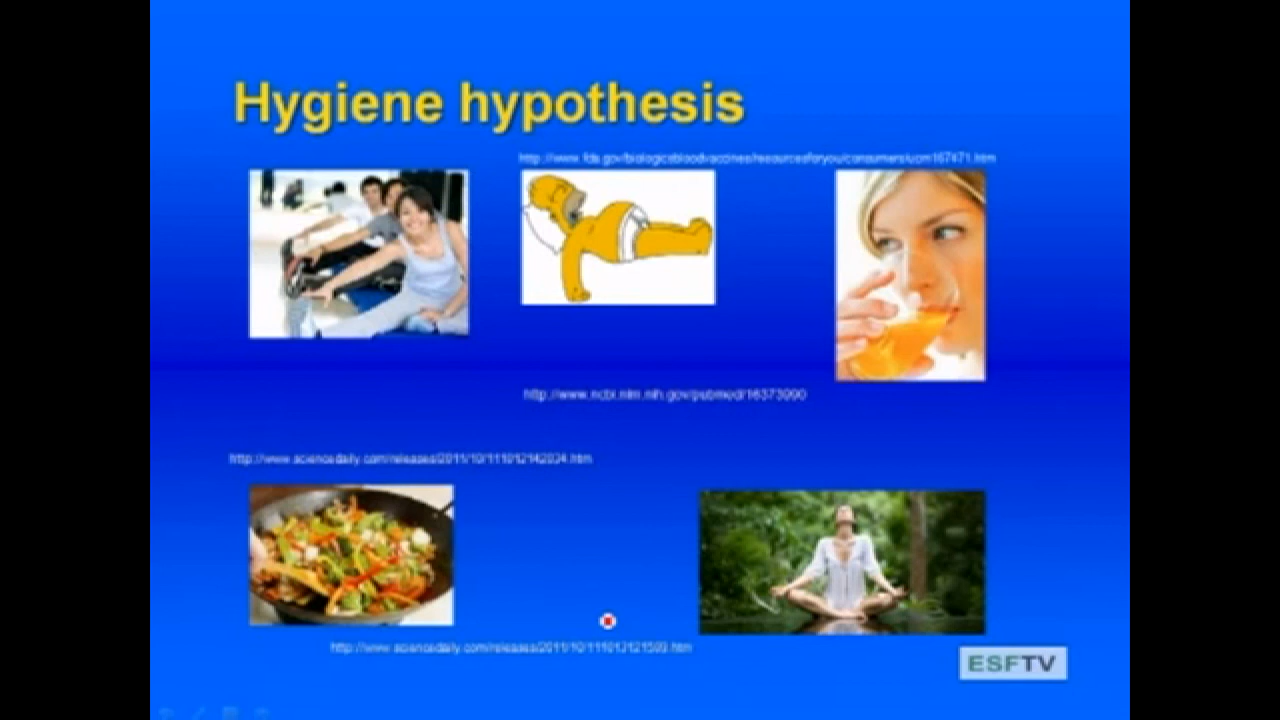 Hygiene hypothesis
http://www.fda.gov/biologicsbloodvaccines/resourcesforyou/consumers/ucm167471.htm
http://www.ncbi.nlm.nih.gov/pubmed/16373990
http://www.sciencedaily.com/releases/2011/10/111012142034.htm
http://www.sciencedaily.com/releases/2011/10/111012121593.htm
ESFTV